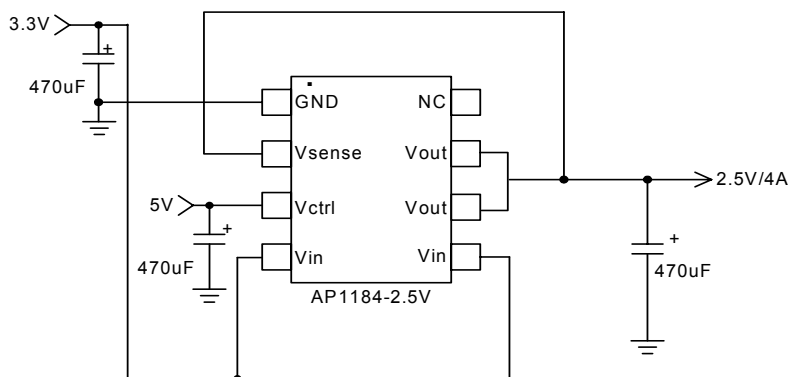 3.3V
+
470uF
GND
NC
Vsense
Vout
5V
Vctrl
Vout
2.5V/4A
+
470uF
Vin
Vin
+
470uF
AP1184-2.5V